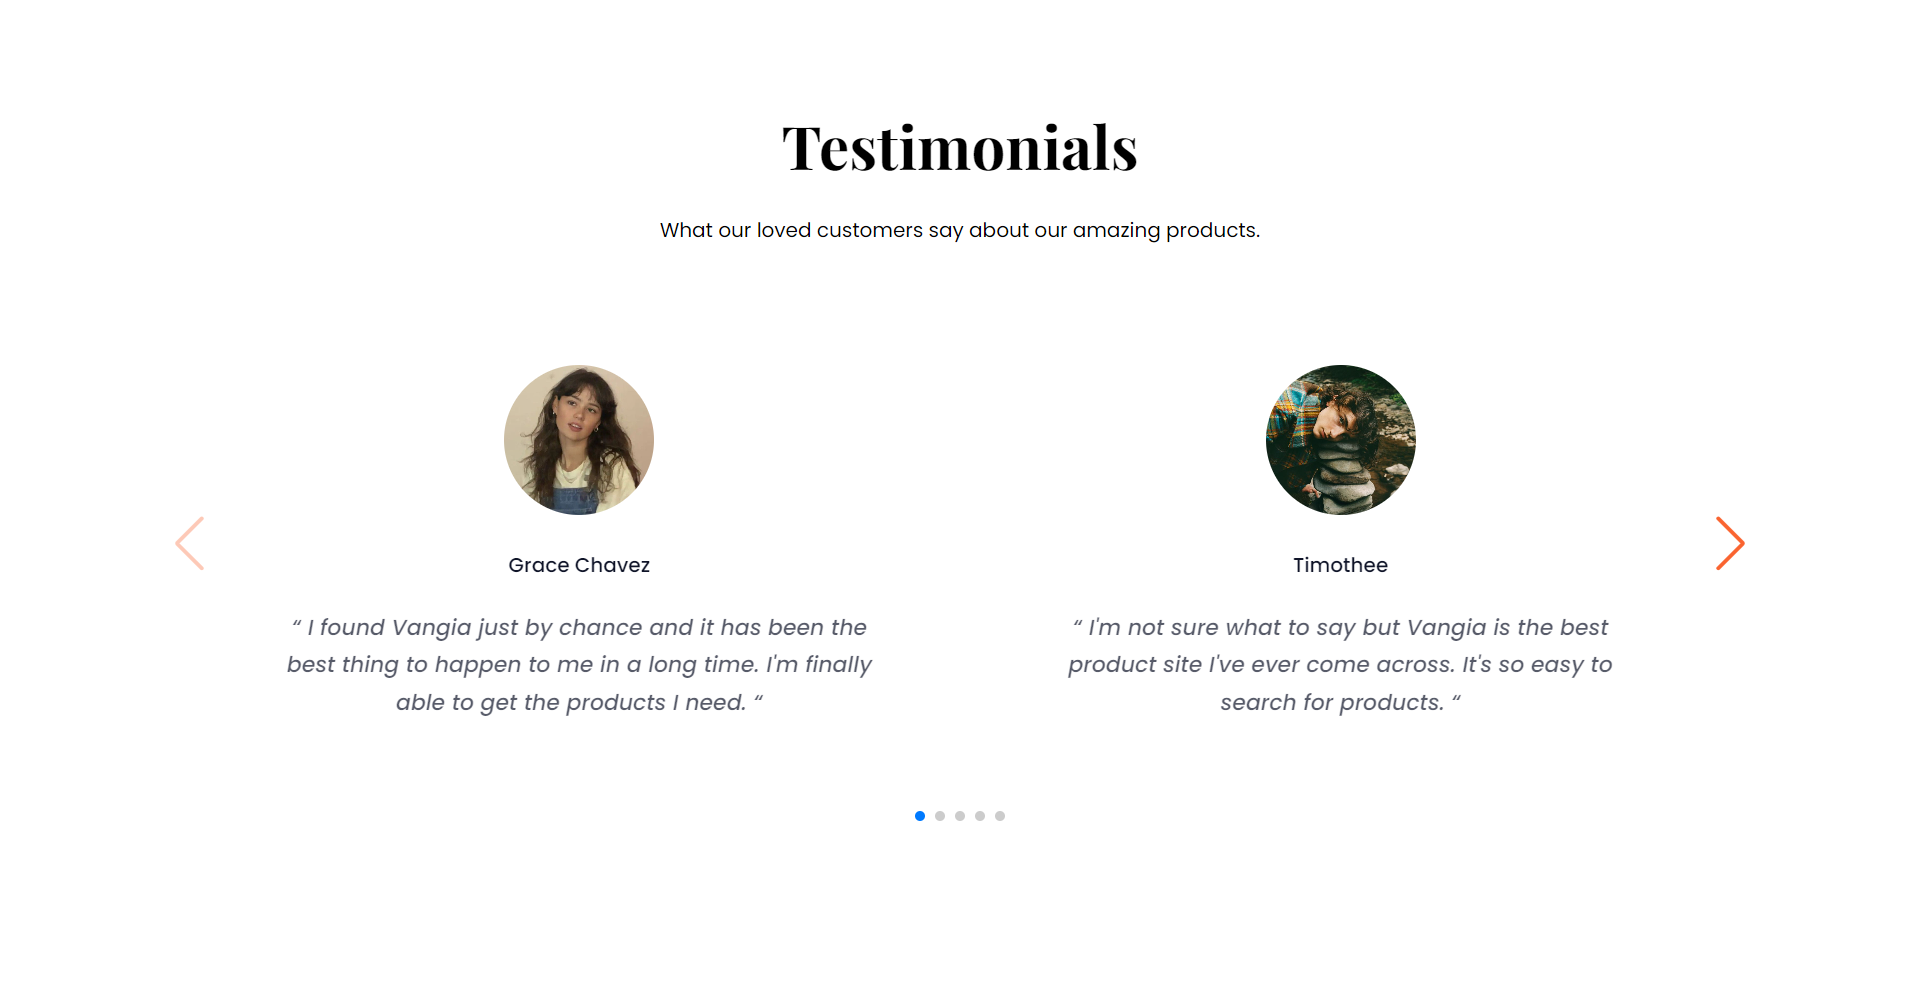 Testimonials
What our loved customers say about our amazing products.
Grace Chavez
“ I found Vangia just by chance and it has been the
best thing to happen to me in a long time. I'm finally
able to get the products I need. “
Timothee
“ I'm not sure what to say but Vangia is the best
product site I've ever come across. It's so easy to
search for products. “